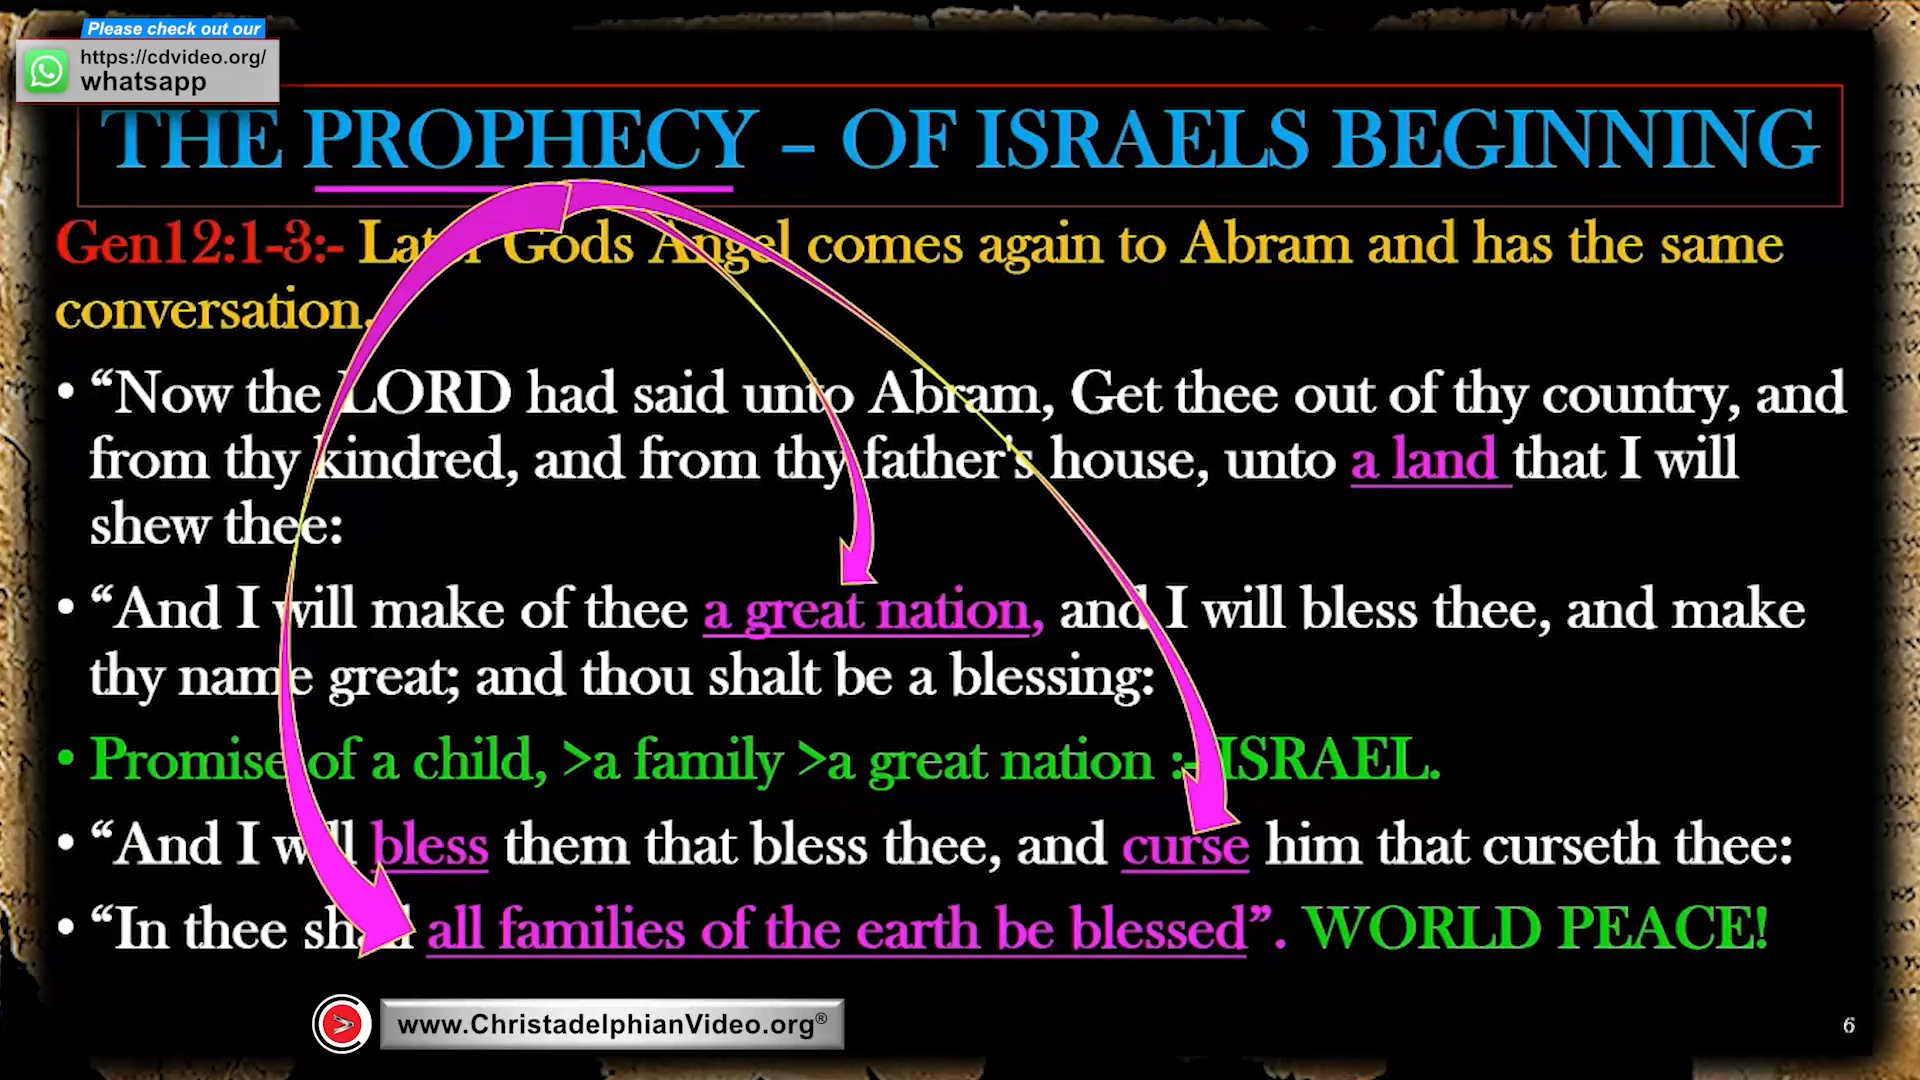 Please check out our
https://cdvideo.org/
whatsapp
THE PROPHECY – OF ISRAELS BEGINNING
Gen12:1-3:- Later Gods Angel comes again to Abram and has the same
conversation.
• “Now the LORD had said unto Abram, Get thee out of thy country, and
from thy kindred, and from thy father's house, unto a land that I will
shew thee:
• “And I will make of thee a great nation, and I will bless thee, and make
thy name great; and thou shalt be a blessing:
• Promise of a child, >a family >a great nation :- ISRAEL.
• “And I will bless them that bless thee, and curse him that curseth thee:
• “In thee shall all families of the earth be blessed”. WORLD PEACE!
www.ChristadelphianVideo.org®
6